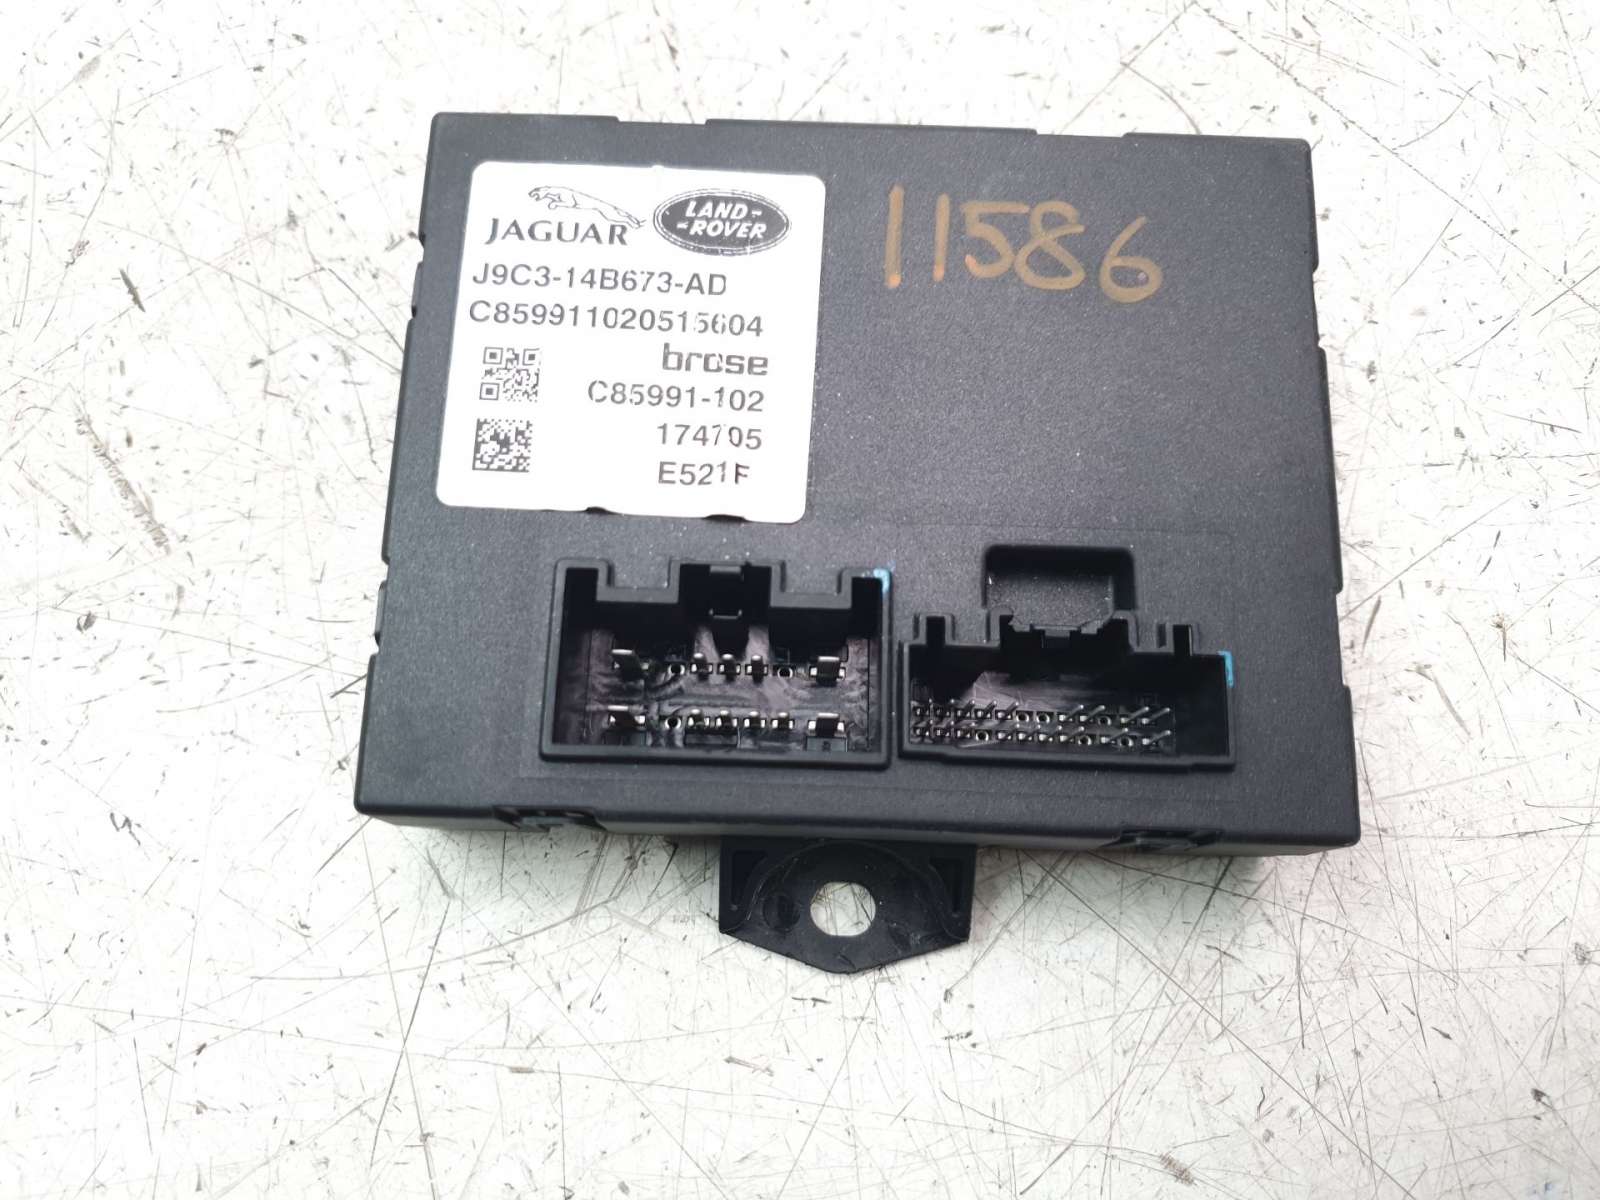 JAGUAR
LAND-
-ROVER
J9C3-14B673-AD
C859911020515604
brose
C85991-102
174705
E521F
11586